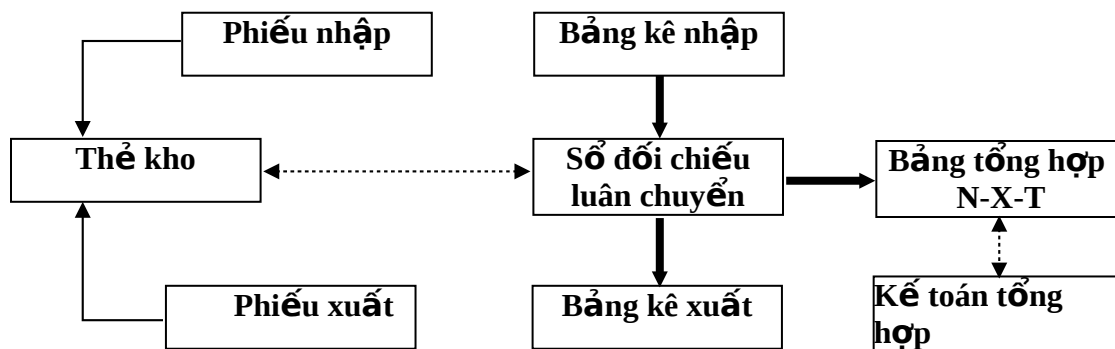 Phiếu nhập
Bảng kê nhập
Thẻ kho
Sổ đối chiếu
luân chuyển
Bảng tổng hợp
N-X-T
Phiếu xuất
Bảng kê xuất
Kế toán tổng
hợp